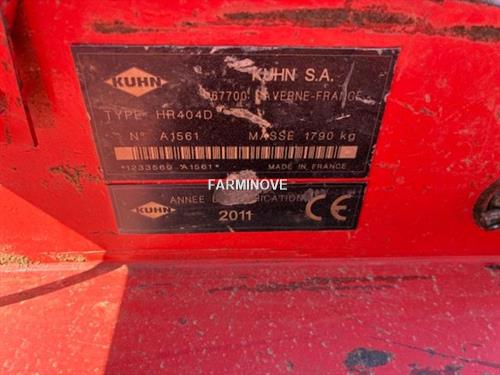 KUHN
KUHN S.A.
67700 SAVERNE-FRANCE
TYPE HR404D
N° A1561 MASSE 1790 kg
*1233569 A1561* MADE IN FRANCE
FARMINOVE
KUHN
ANNEE
2011
CE